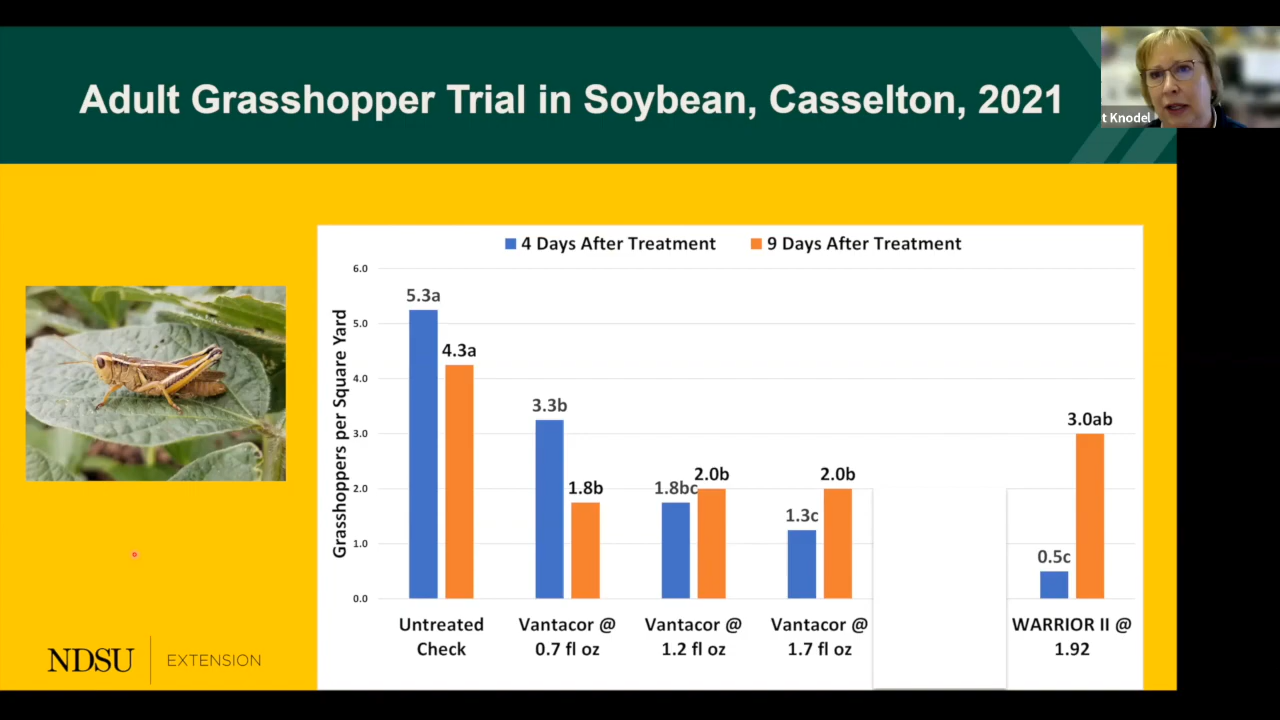 Adult Grasshopper Trial in Soybean, Casselton, 2021
t Knodel
4 Days After Treatment
9 Days After Treatment
Grasshoppers per Square Yard
6.0
5.0
4.0
3.0
2.0
1.0
0.0
5.3a
4.3a
3.3b
1.8b
1.8bc
2.0b
1.3c
2.0b
0.5c
3.0ab
Untreated
Check
Vantacor @
0.7 fl oz
Vantacor @
1.2 fl oz
Vantacor @
1.7 fl oz
WARRIOR II @
1.92
NDSU
EXTENSION